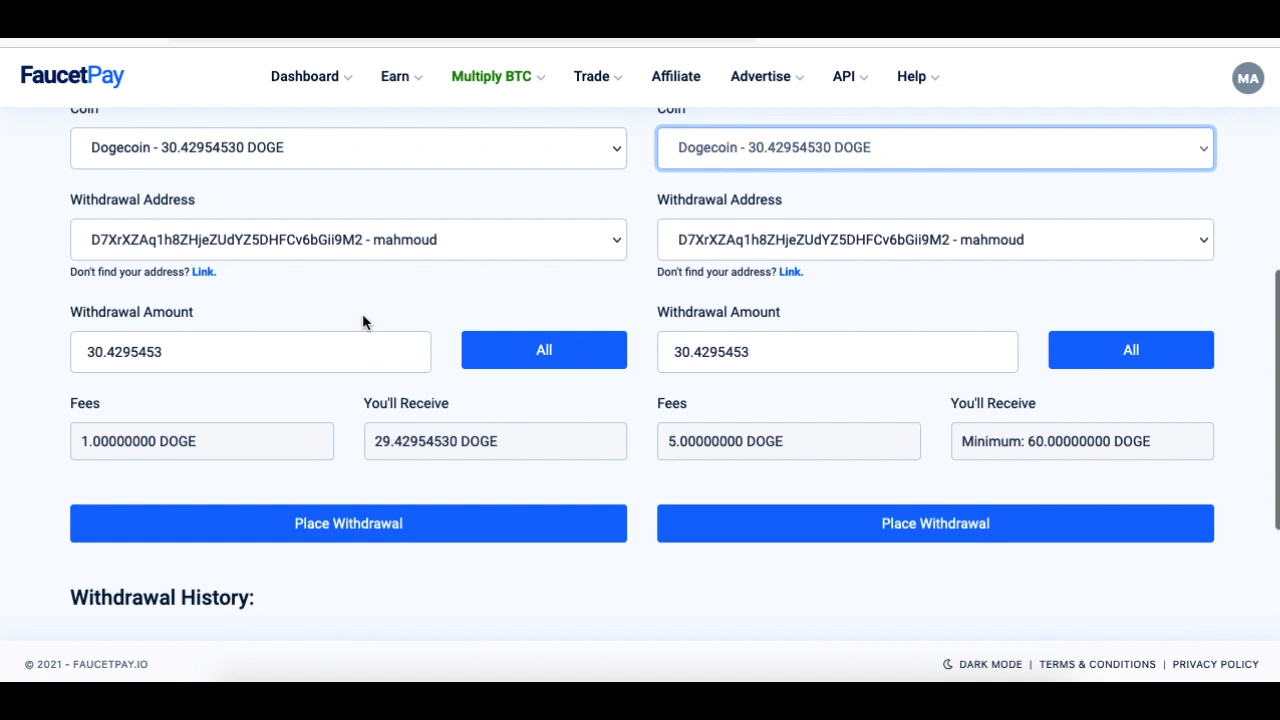 FaucetPay
Dashboard Earn Multiply BTC Trade Affiliate Advertise API Help MA
Coin Coin
Dogecoin - 30.42954530 DOGE Dogecoin - 30.42954530 DOGE
Withdrawal Address Withdrawal Address
D7XrXZAq1h8ZHjeZUdYZ5DHFCv6bGii9M2 - mahmoud D7XrXZAq1h8ZHjeZUdYZ5DHFCv6bGii9M2 - mahmoud
Don't find your address? Link. Don't find your address? Link.
Withdrawal Amount Withdrawal Amount
30.4295453 All 30.4295453 All
Fees You'll Receive Fees You'll Receive
1.00000000 DOGE 29.42954530 DOGE 5.00000000 DOGE Minimum: 60.00000000 DOGE
Place Withdrawal Place Withdrawal
Withdrawal History:
© 2021 - FAUCETPAY.IO DARK MODE | TERMS & CONDITIONS | PRIVACY POLICY